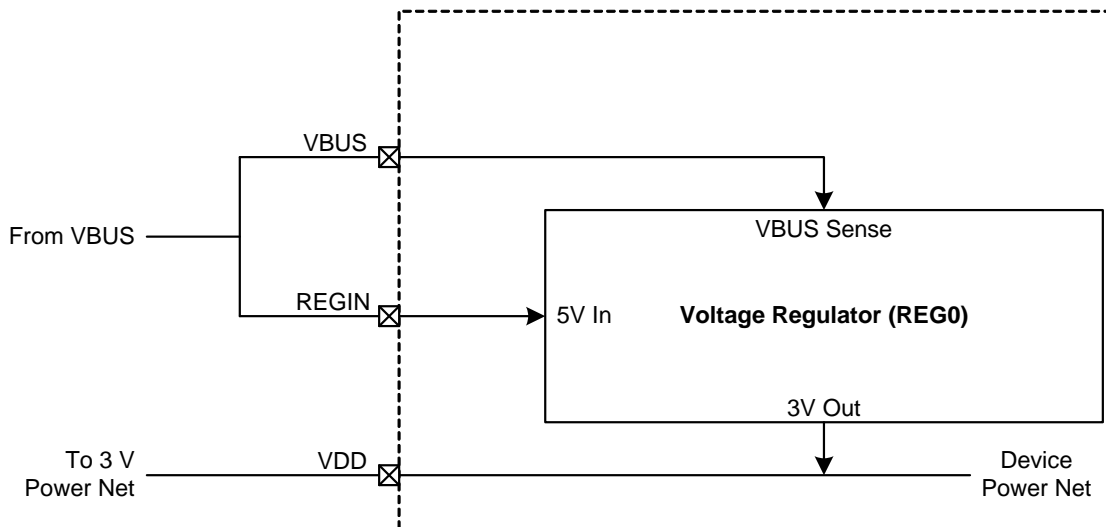 VBUS
From VBUS
VBUS Sense
REGIN
5V In
Voltage Regulator (REG0)
3V Out
To 3 V
Power Net
VDD
Device
Power Net